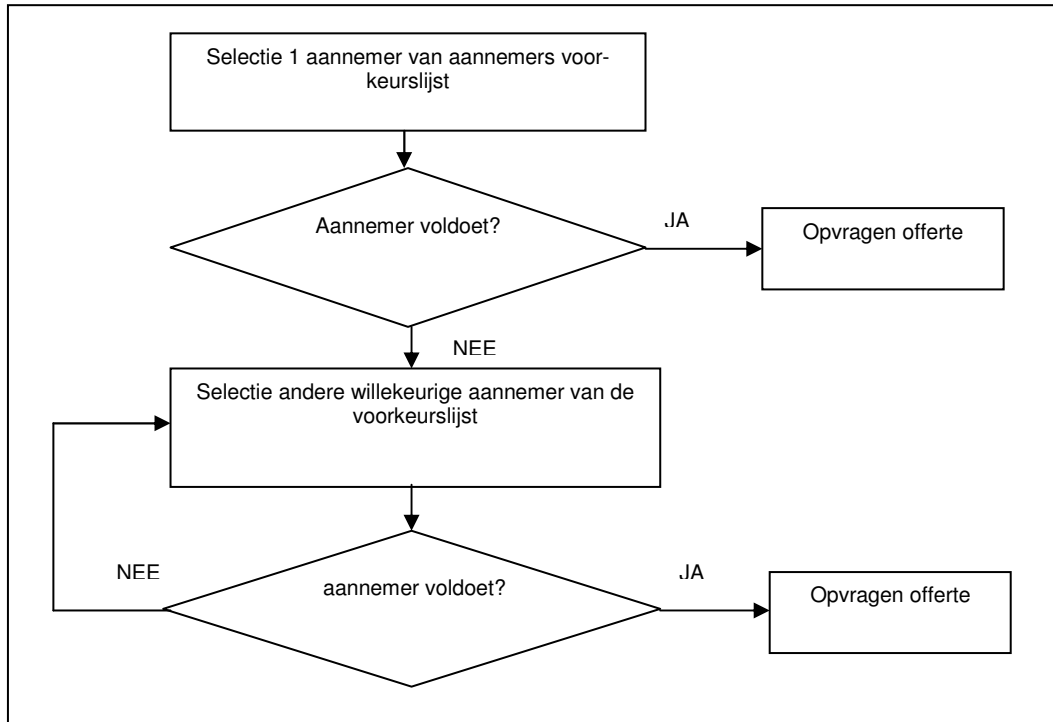 Selectie 1 aannemer van aannemers voor-
keurslijst
Aannemer voldoet?
JA
Opvragen offerte
NEE
Selectie andere willekeurige aannemer van de
voorkeurslijst
NEE
aannemer voldoet?
JA
Opvragen offerte